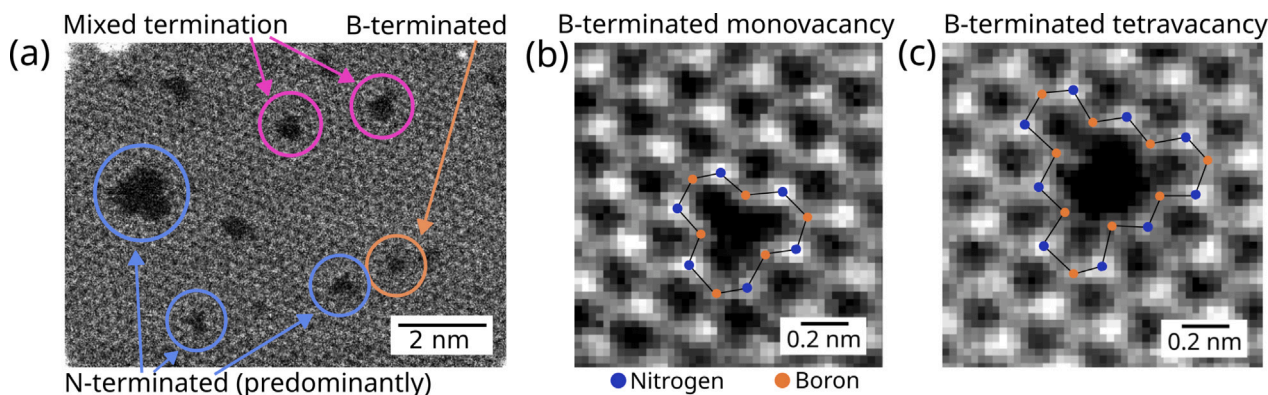 (a)
Mixed termination
B-terminated
2 nm
N-terminated (predominantly)
B-terminated monovacancy
(b)
0.2 nm
B-terminated tetravacancy
(c)
0.2 nm
Nitrogen
Boron